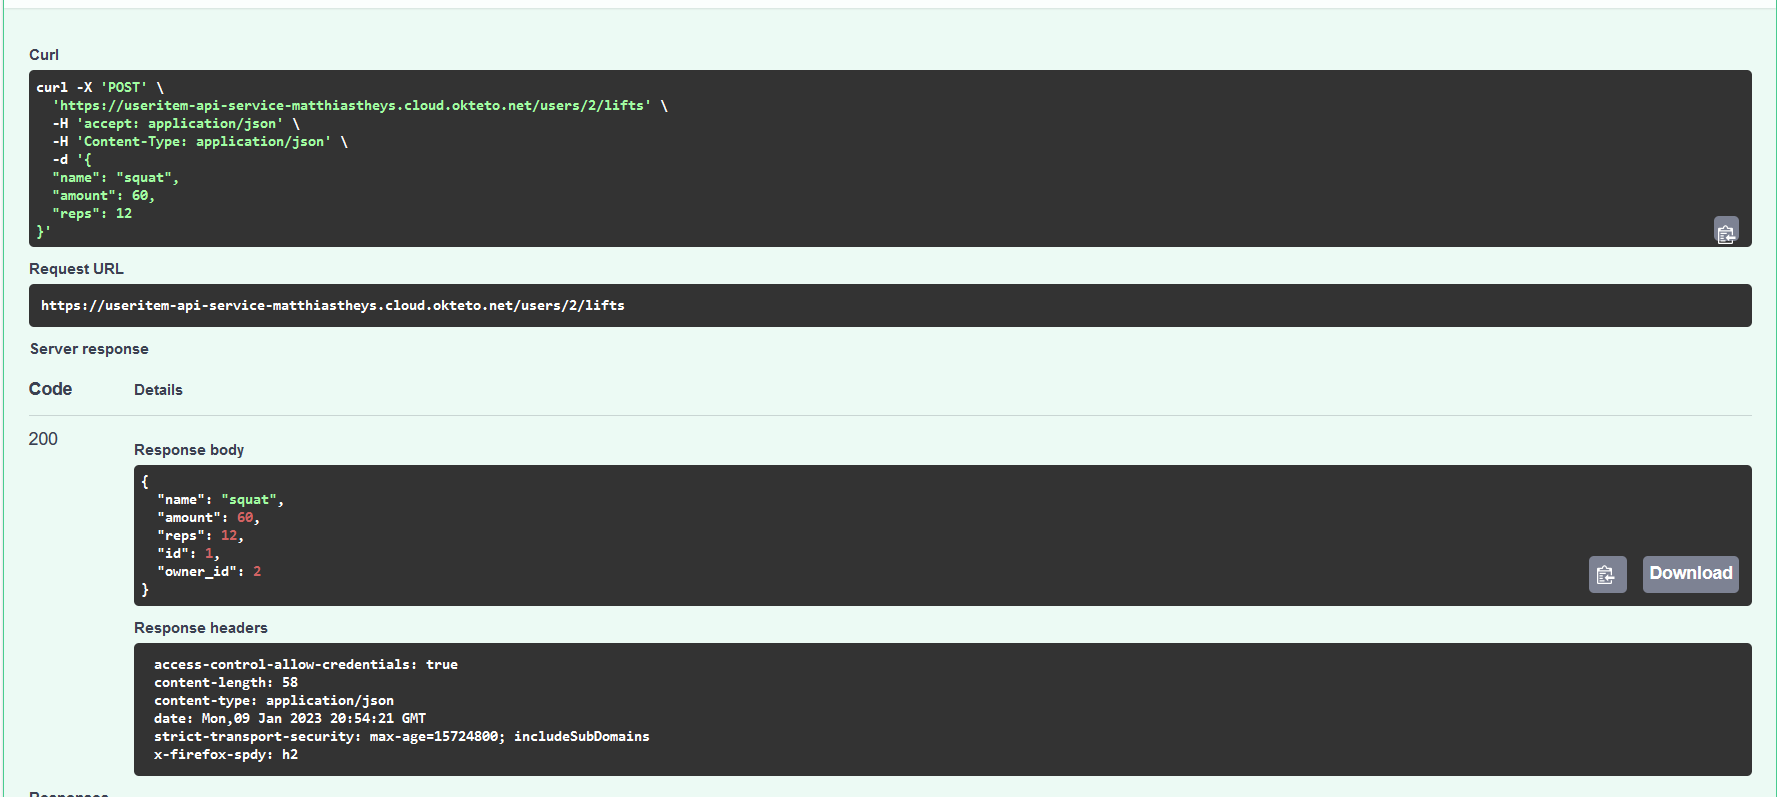 Curl
curl -X 'POST' \
'https://useritem-api-service-matthiastheys.cloud.okteto.net/users/2/lifts' \
-H 'accept: application/json' \
-H 'Content-Type: application/json' \
-d '{
"name": "squat",
"amount": 60,
"reps": 12
}'
Request URL
https://useritem-api-service-matthiastheys.cloud.okteto.net/users/2/lifts
Server response
Code Details
200
Response body
{
"name": "squat",
"amount": 60,
"reps": 12,
"id": 1,
"owner_id": 2
}
Download
Response headers
access-control-allow-credentials: true
content-length: 58
content-type: application/json
date: Mon,09 Jan 2023 20:54:21 GMT
strict-transport-security: max-age=15724800; includeSubDomains
x-firefox-spdy: h2
Responses